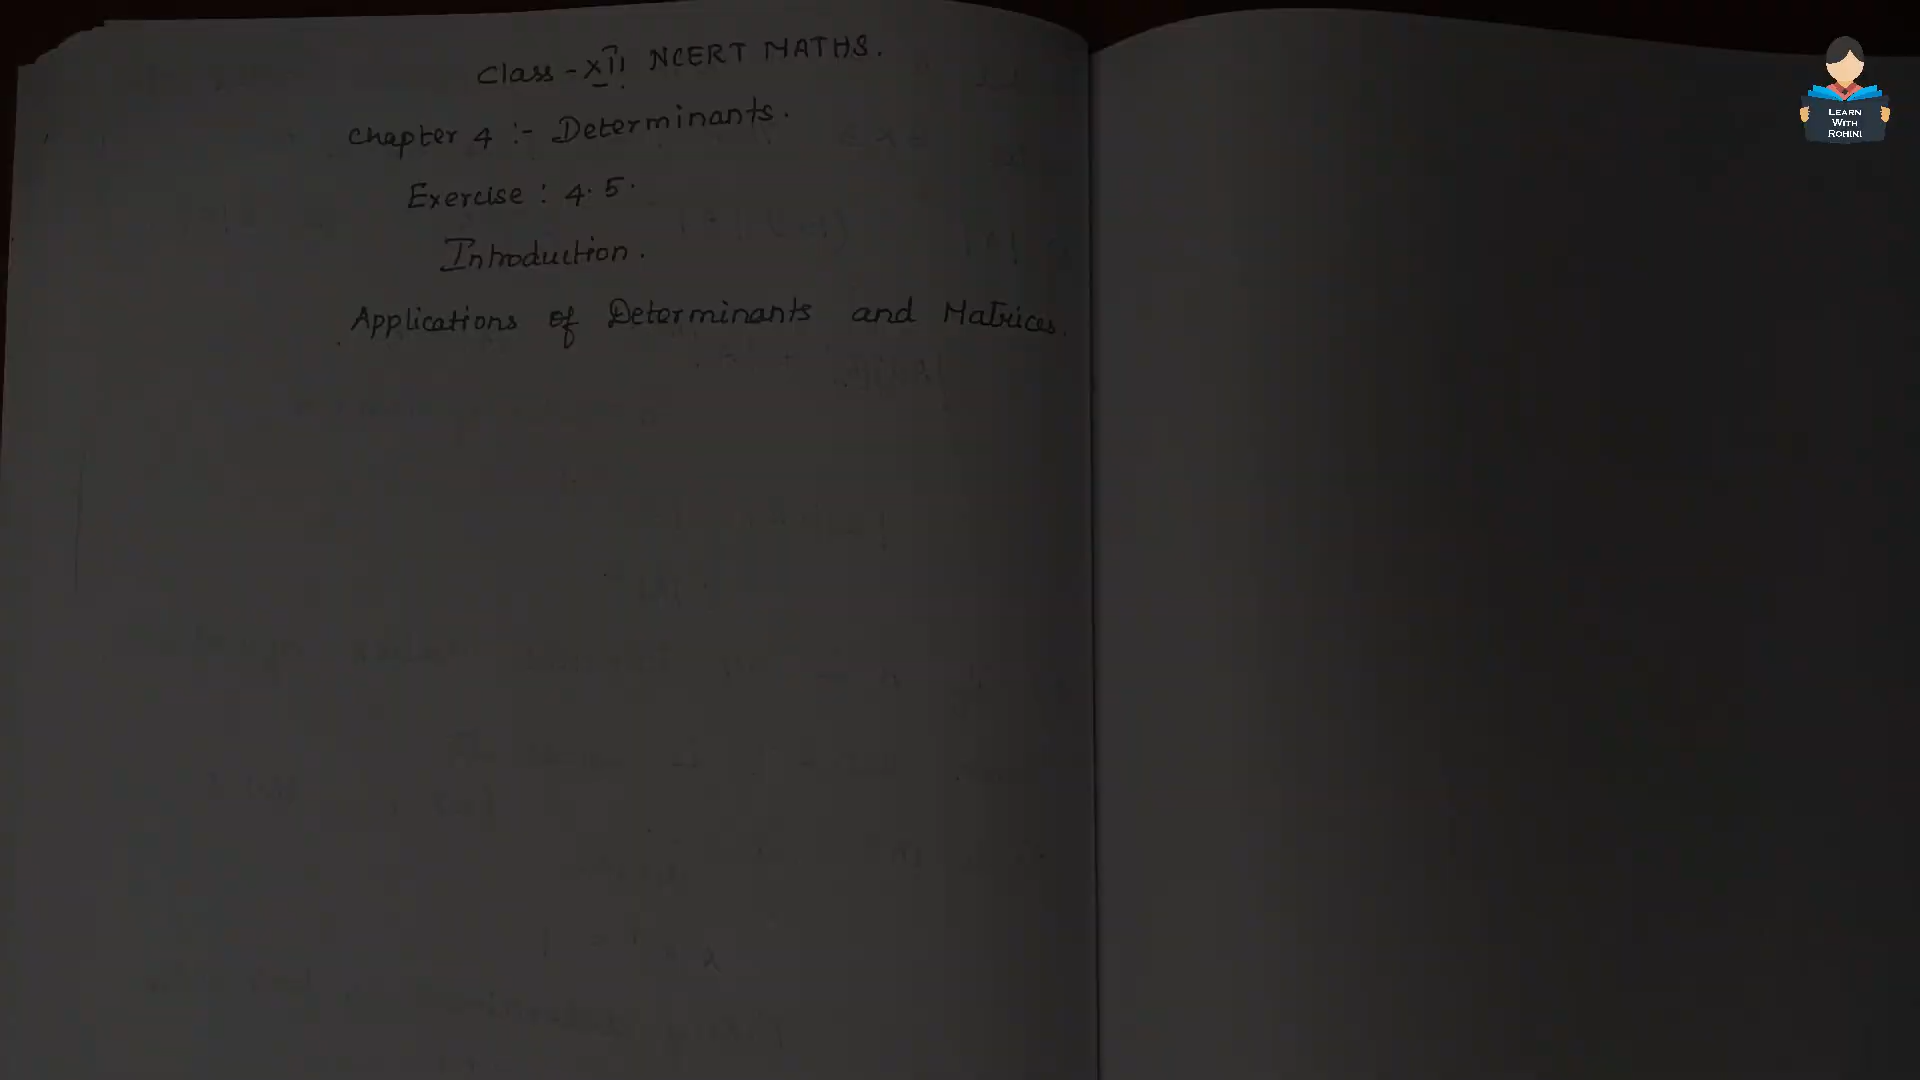 Class - XII NCERT MATHS.
Chapter 4 :- Determinants.
Exercise : 4.5.
Introduction.
Applications of Determinants and Matrices.
LEARN
WITH
ROHINI